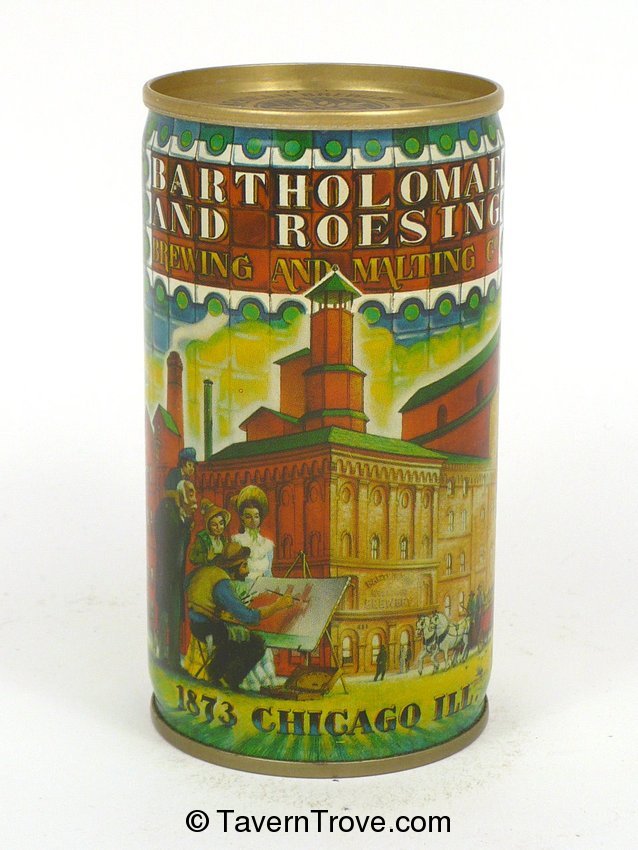 BARTHOLOMAE
AND ROESING
BREWING AND MALTING C
1873 CHICAGO ILL.
© TavernTrove.com